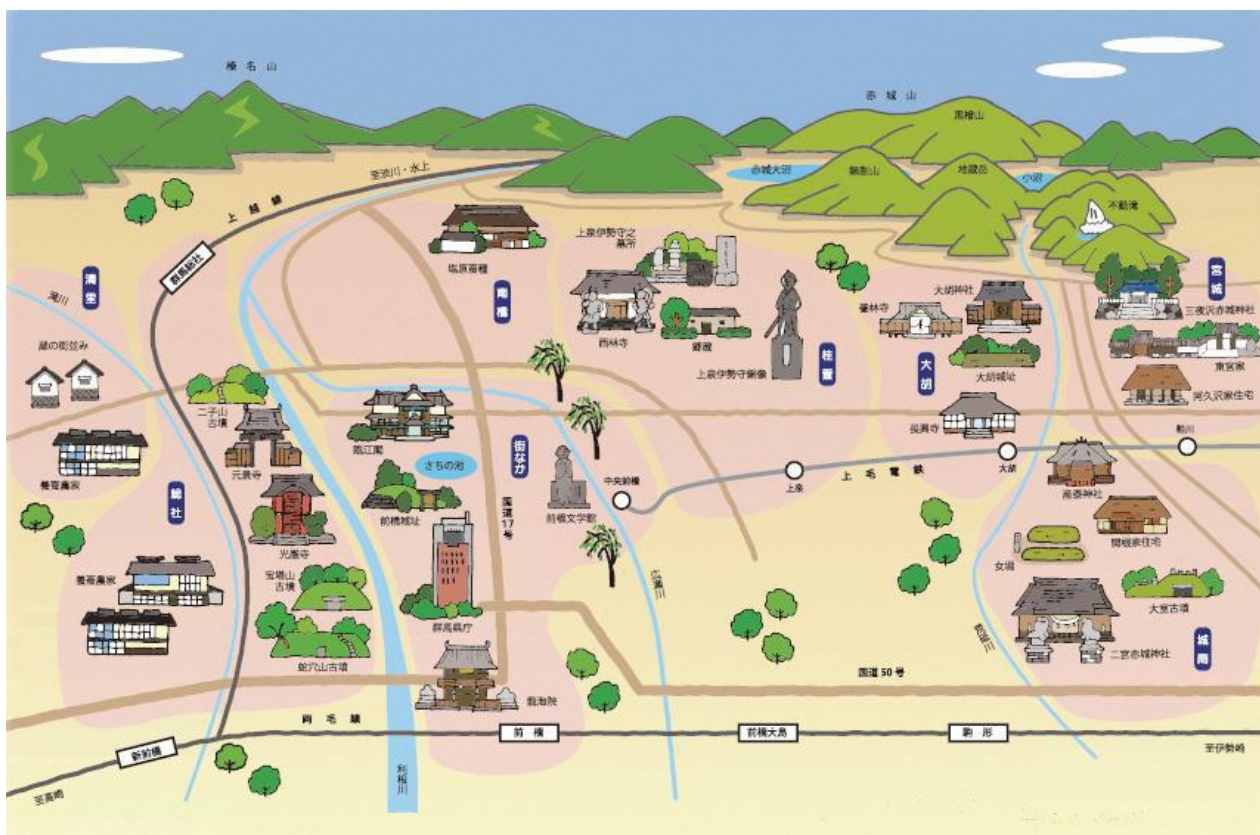 榛名山
赤城山
黒檜山
赤城大沼
鍋割山
地蔵岳
小沼
不動滝
至渋川・水上
上越線
群馬総社
清里
滝川
蔵の街並み
養蚕農家
総社
養蚕農家
二子山
古墳
元景寺
光巌寺
宝塔山
古墳
蛇穴山古墳
塩原蚕種
南橘
上泉伊勢守之
墓所
西林寺
郷蔵
上泉伊勢守銅像
桂萱
養林寺
大胡神社
大胡城址
大胡
長興寺
宮城
三夜沢赤城神社
東宮家
阿久沢家住宅
臨江閣
さちの池
前橋城址
群馬県庁
龍海院
街なか
国道17号
前橋文学館
中央前橋
上泉
上毛電鉄
大胡
広瀬川
関根家住宅
女堀
大室古墳
二宮赤城神社
城南
国道50号
両毛線
新前橋
前橋
前橋大島
駒形
至高崎
利根川
至伊勢崎